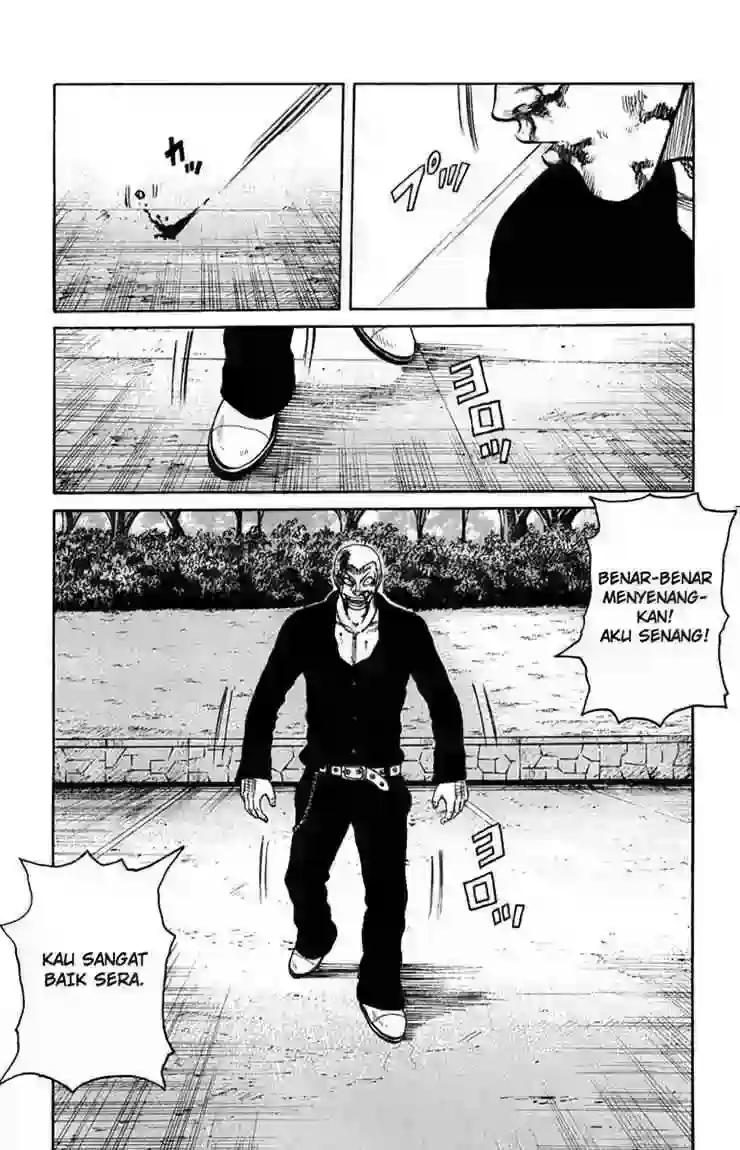 プッ
カッ
ヨロッ
BENAR-BENAR
MENYENANG-
KAN!
AKU SENANG!
ヨロッ
KAU SANGAT
BAIK SERA.